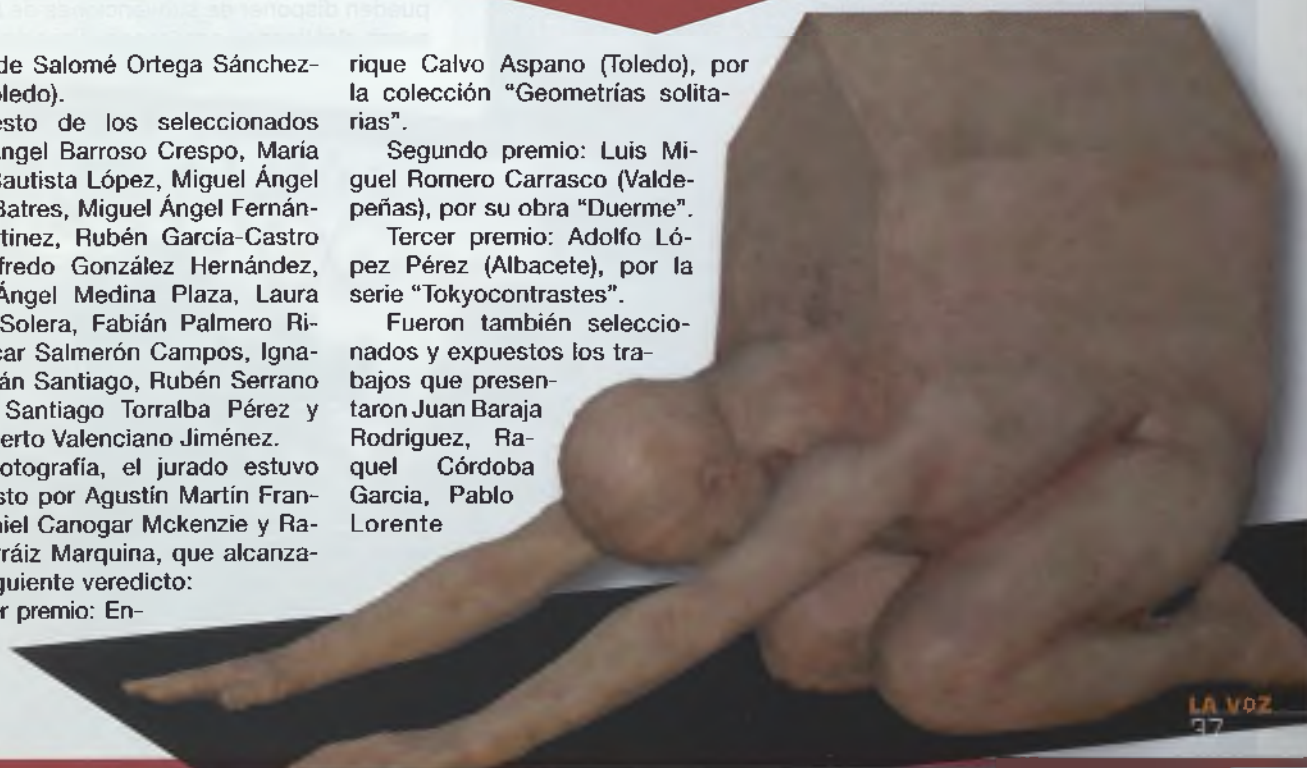 de Salomé Ortega Sánchez-
ledo).
esto de los seleccionados
ngel Barroso Crespo, María
Bautista López, Miguel Ángel
Batres, Miguel Ángel Fernán-
tinez, Rubén García-Castro
fredo González Hernández,
Ángel Medina Plaza, Laura
Solera, Fabián Palmero Ri-
car Salmerón Campos, Igna-
án Santiago, Rubén Serrano
Santiago Torralba Pérez y
erto Valenciano Jiménez.
otografía, el jurado estuvo
sto por Agustín Martín Fran-
niel Canogar Mckenzie y Ra-
rráiz Marquina, que alcanza-
guiente veredicto:
r premio: En-
rique Calvo Aspano (Toledo), por
la colección “Geometrías solita-
rias”.
Segundo premio: Luis Mi-
guel Romero Carrasco (Valde-
peñas), por su obra “Duerme”.
Tercer premio: Adolfo Ló-
pez Pérez (Albacete), por la
serie “Tokyocontrastes”.
Fueron también seleccio-
nados y expuestos los tra-
bajos que presen-
taron Juan Baraja
Rodríguez, Ra-
quel Córdoba
Garcia, Pablo
Lorente
LA VOZ
37